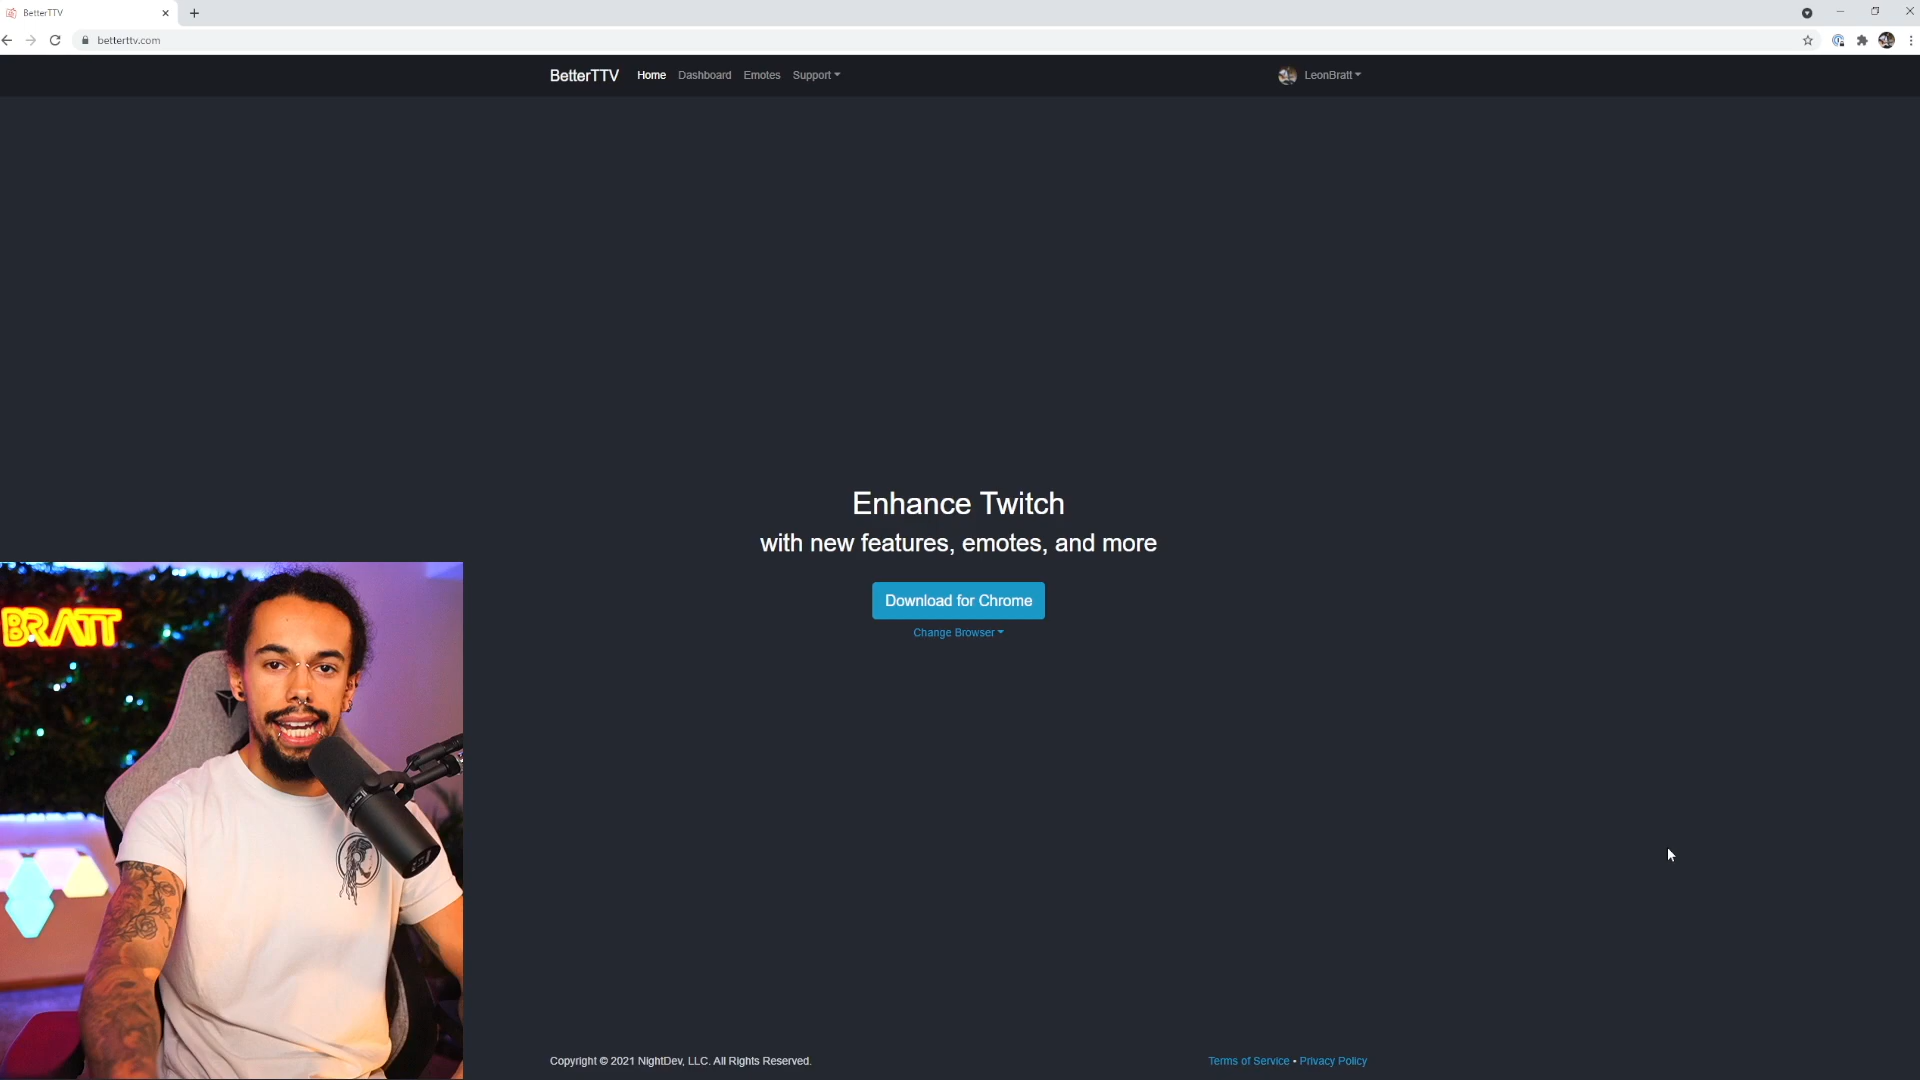 BetterTTV
betterttv.com
BetterTTV Home Dashboard Emotes Support LeonBratt
Enhance Twitch
with new features, emotes, and more
Download for Chrome
Change Browser
BRATT
Copyright © 2021 NightDev, LLC. All Rights Reserved. Terms of Service • Privacy Policy